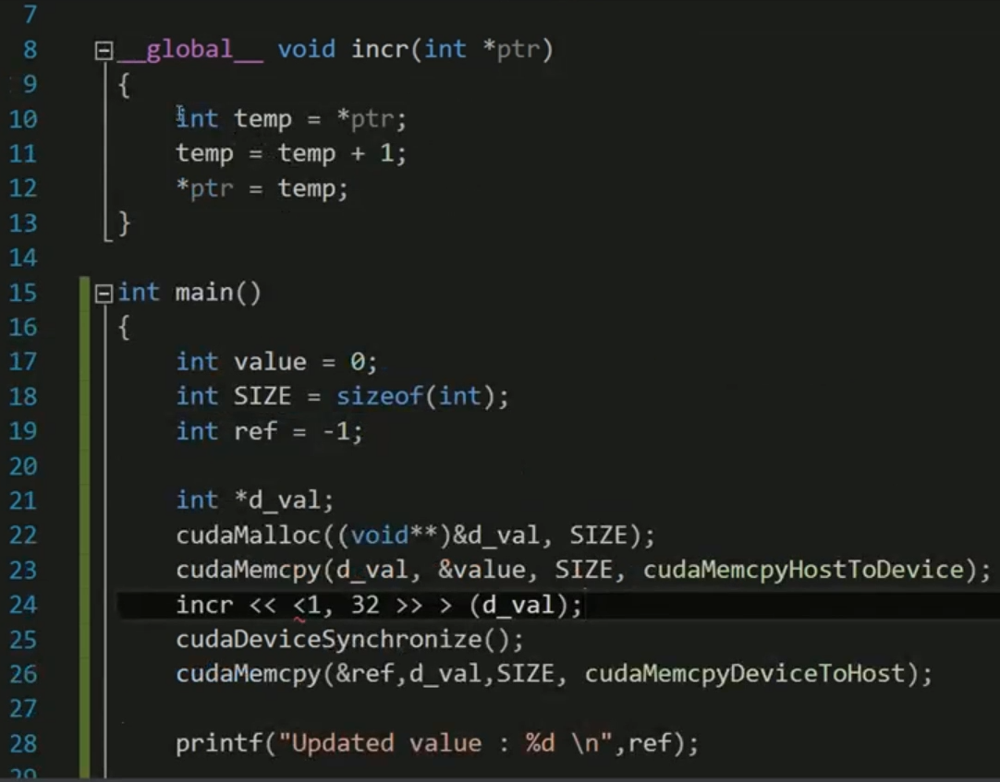 7
8 __global__ void incr(int *ptr)
9 {
10 int temp = *ptr;
11 temp = temp + 1;
12 *ptr = temp;
13 }
14
15 int main()
16 {
17 int value = 0;
18 int SIZE = sizeof(int);
19 int ref = -1;
20
21 int *d_val;
22 cudaMalloc((void**)&d_val, SIZE);
23 cudaMemcpy(d_val, &value, SIZE, cudaMemcpyHostToDevice);
24 incr << <1, 32 >> > (d_val);
25 cudaDeviceSynchronize();
26 cudaMemcpy(&ref,d_val,SIZE, cudaMemcpyDeviceToHost);
27
28 printf("Updated value : %d \n",ref);
29